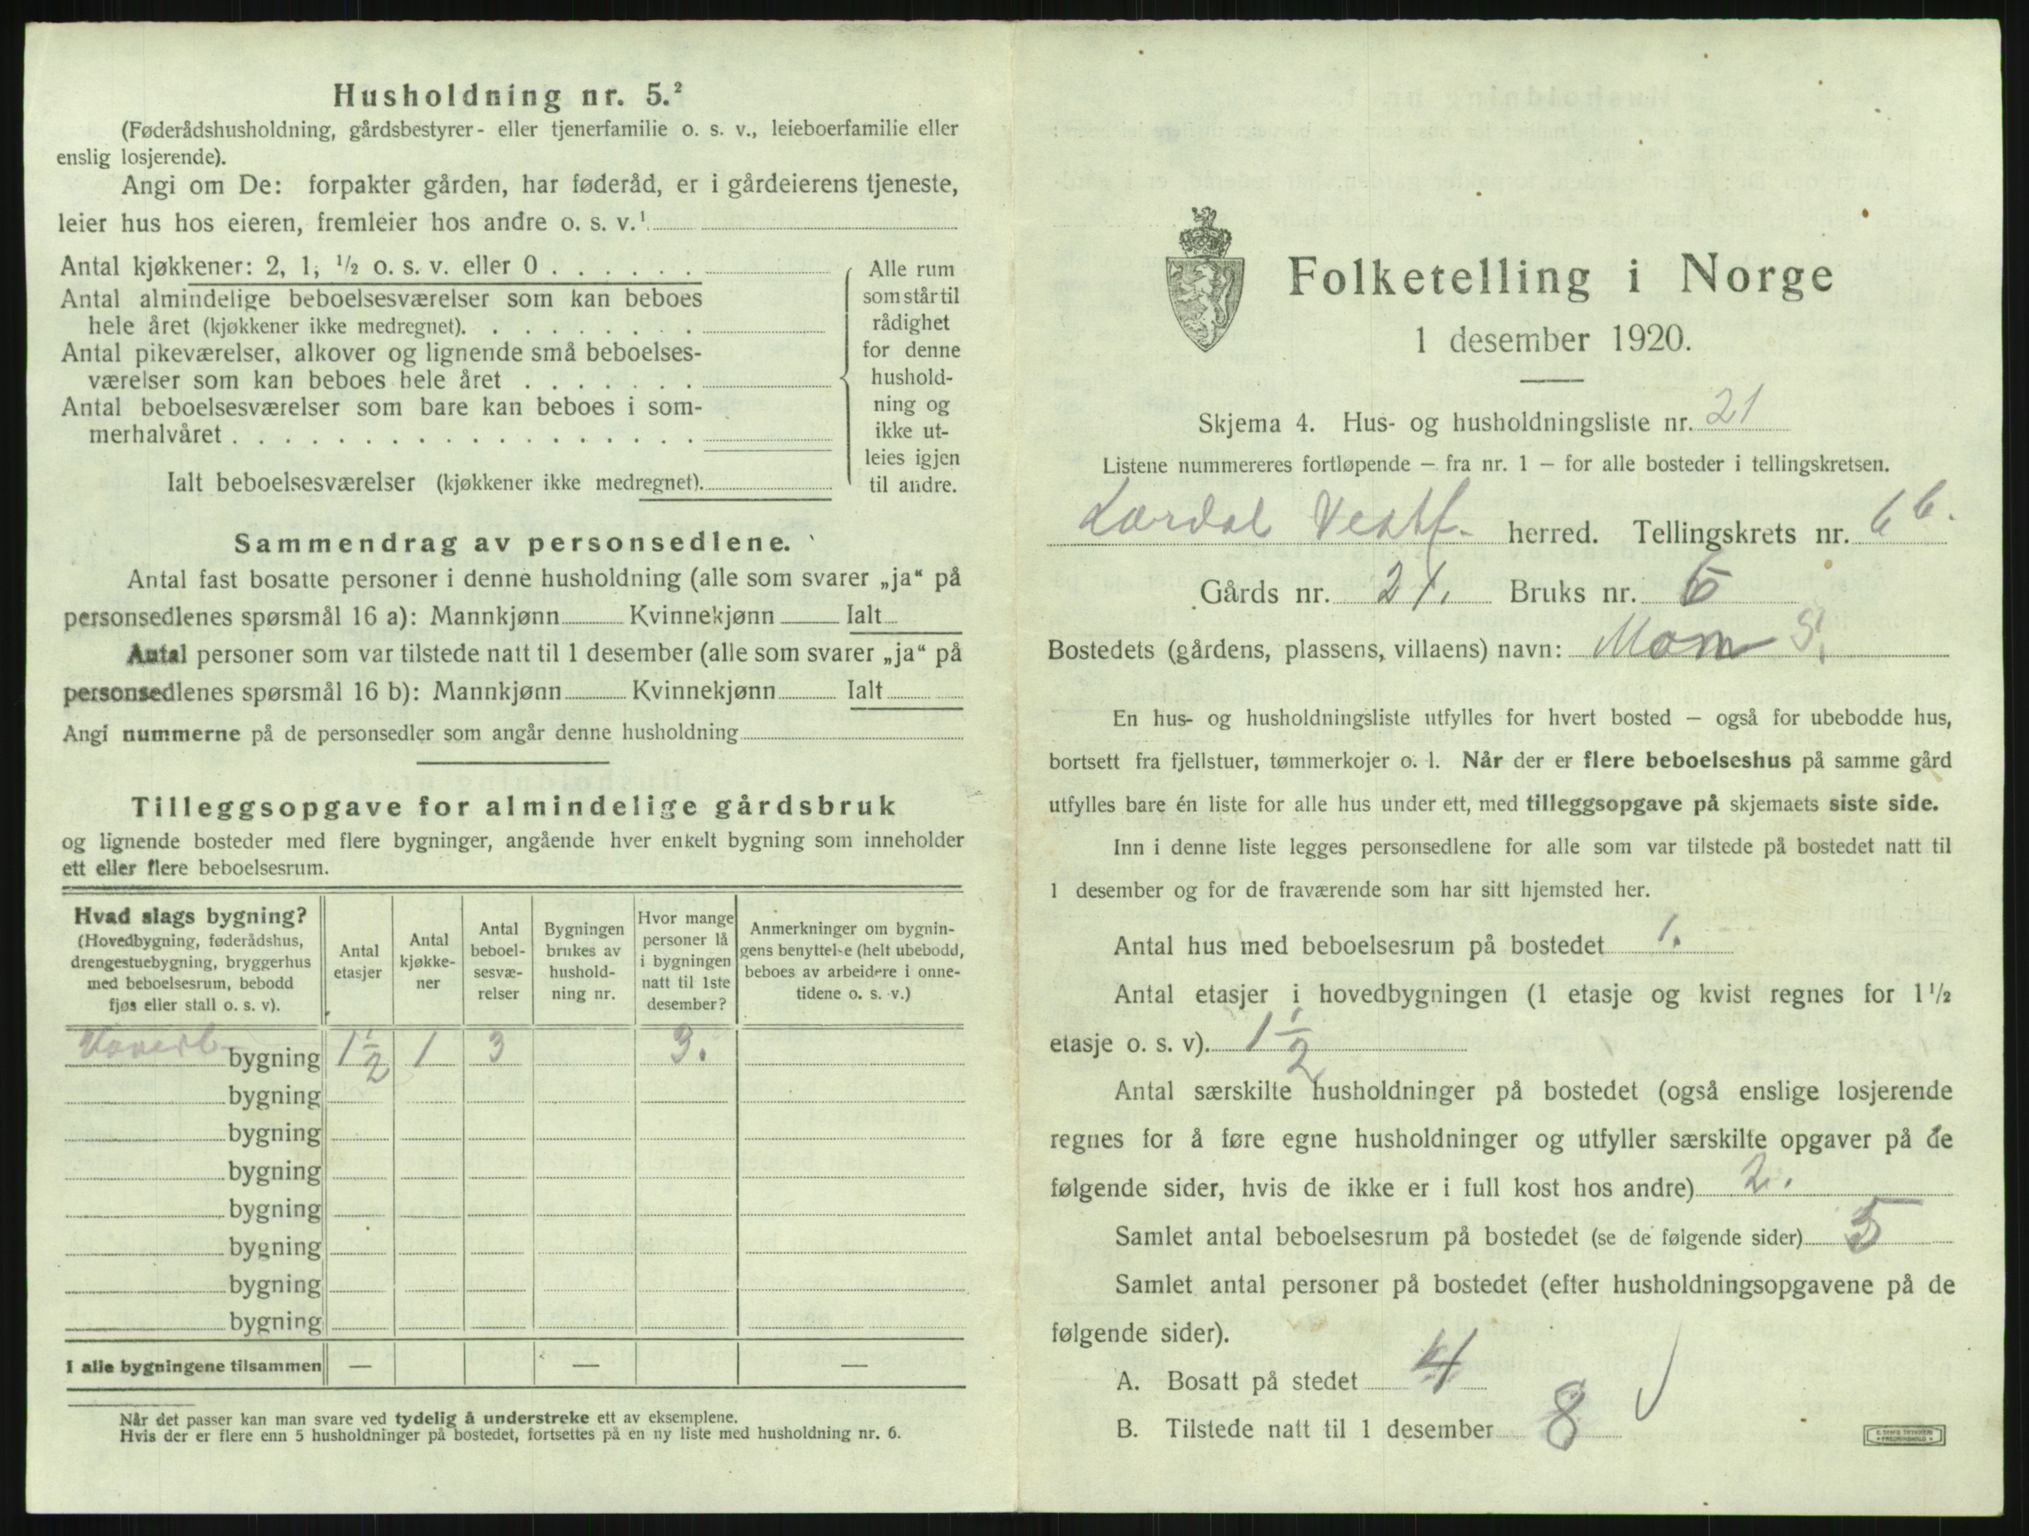 Husholdning nr. 5.²
(Føderådshusholdning, gårdsbestyrer- eller tjenerfamilie o. s. v., leieboerfamilie eller
enslig losjerende).
Angi om De: forpakter gården, har føderåd, er i gårdeierens tjeneste,
leier hus hos eieren, fremleier hos andre o. s. v.¹
Antal kjøkkener: 2, 1, ½ o. s. v. eller 0
Antal almindelige beboelsesværelser som kan beboes
hele året (kjøkkener ikke medregnet).
Antal pikeværelser, alkover og lignende små beboelses-
værelser som kan beboes hele året
Antal beboelsesværelser som bare kan beboes i som-
merhalvåret
Ialt beboelsesværelser (kjøkkener ikke medregnet).
Alle rum
som står til
rådighet
for denne
hushold-
ning og
ikke ut-
leies igjen
til andre.
Sammendrag av personsedlene.
Antal fast bosatte personer i denne husholdning (alle som svarer „ja“ på
personsedlenes spørsmål 16 a): Mannkjønn Kvinnekjønn Ialt
Antal personer som var tilstede natt til 1 desember (alle som svarer „ja“ på
personsedlenes spørsmål 16 b): Mannkjønn Kvinnekjønn Ialt
Angi nummerne på de personsedler som angår denne husholdning
Tilleggsopgave for almindelige gårdsbruk
og lignende bosteder med flere bygninger, angående hver enkelt bygning som inneholder
ett eller flere beboelsesrum.
Hvad slags bygning?
(Hovedbygning, føderådshus,
drengestuebygning, bryggerhus
med beboelsesrum, bebodd
fjøs eller stall o. s. v).
Antal
etasjer
Antal
kjøkke-
ner
Antal
beboel-
sesvæ-
relser
Bygningen
brukes av
hushold-
ning nr.
Hvor mange
personer lå
i bygningen
natt til 1ste
desember?
Anmerkninger om bygnin-
gens benyttelse (helt ubebodd,
beboes av arbeidere i onne-
tidene o. s. v.)
bygning 1½ 1 3 3.
bygning
bygning
bygning
bygning
bygning
bygning
bygning
I alle bygningene tilsammen — — —
Når det passer kan man svare ved tydelig å understreke ett av eksemplene.
Hvis der er flere enn 5 husholdninger på bostedet, fortsettes på en ny liste med husholdning nr. 6.
Folketelling i Norge
1 desember 1920.
Skjema 4. Hus- og husholdningsliste nr. 21
Listene nummereres fortløpende — fra nr. 1 — for alle bosteder i tellingskretsen.
Lardal Vestf. herred. Tellingskrets nr. 6 6.
Gårds nr. 21. Bruks nr. 5
Bostedets (gårdens, plassens, villaens) navn: Mom S.
En hus- og husholdningsliste utfylles for hvert bosted — også for ubebodde hus,
bortsett fra fjellstuer, tømmerkojer o. l. Når der er flere beboelseshus på samme gård
utfylles bare én liste for alle hus under ett, med tilleggsopgave på skjemaets siste side.
Inn i denne liste legges personsedlene for alle som var tilstede på bostedet natt til
1 desember og for de fraværende som har sitt hjemsted her.
Antal hus med beboelsesrum på bostedet 1.
Antal etasjer i hovedbygningen (1 etasje og kvist regnes for 1½
etasje o. s. v). 1½
Antal særskilte husholdninger på bostedet (også enslige losjerende
regnes for å føre egne husholdninger og utfyller særskilte opgaver på de
følgende sider, hvis de ikke er i full kost hos andre) 2.
Samlet antal beboelsesrum på bostedet (se de følgende sider)
Samlet antal personer på bostedet (efter husholdningsopgavene på de
følgende sider).
A. Bosatt på stedet 4
B. Tilstede natt til 1 desember 8